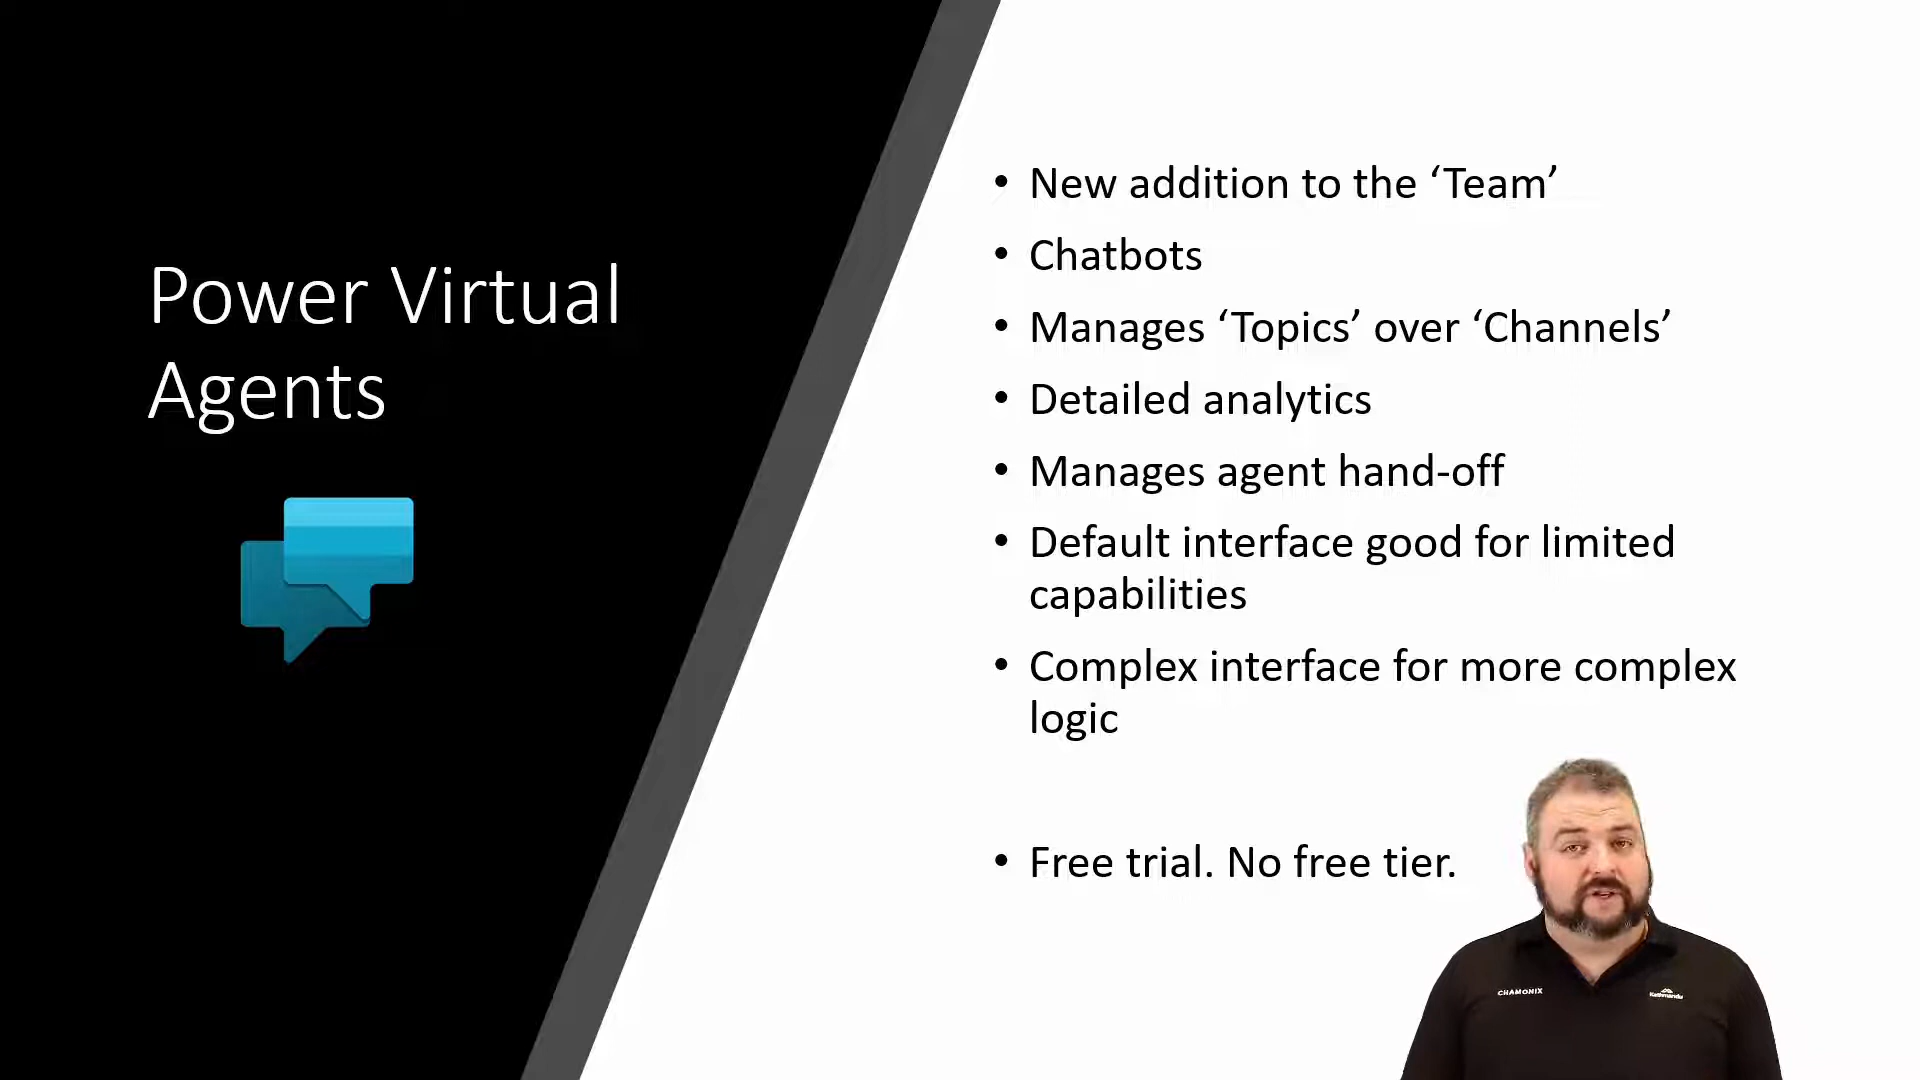 Power Virtual
Agents
• New addition to the ‘Team’
• Chatbots
• Manages ‘Topics’ over ‘Channels’
• Detailed analytics
• Manages agent hand-off
• Default interface good for limited
capabilities
• Complex interface for more complex
logic
• Free trial. No free tier.
CHAMONIX
Kathmandu